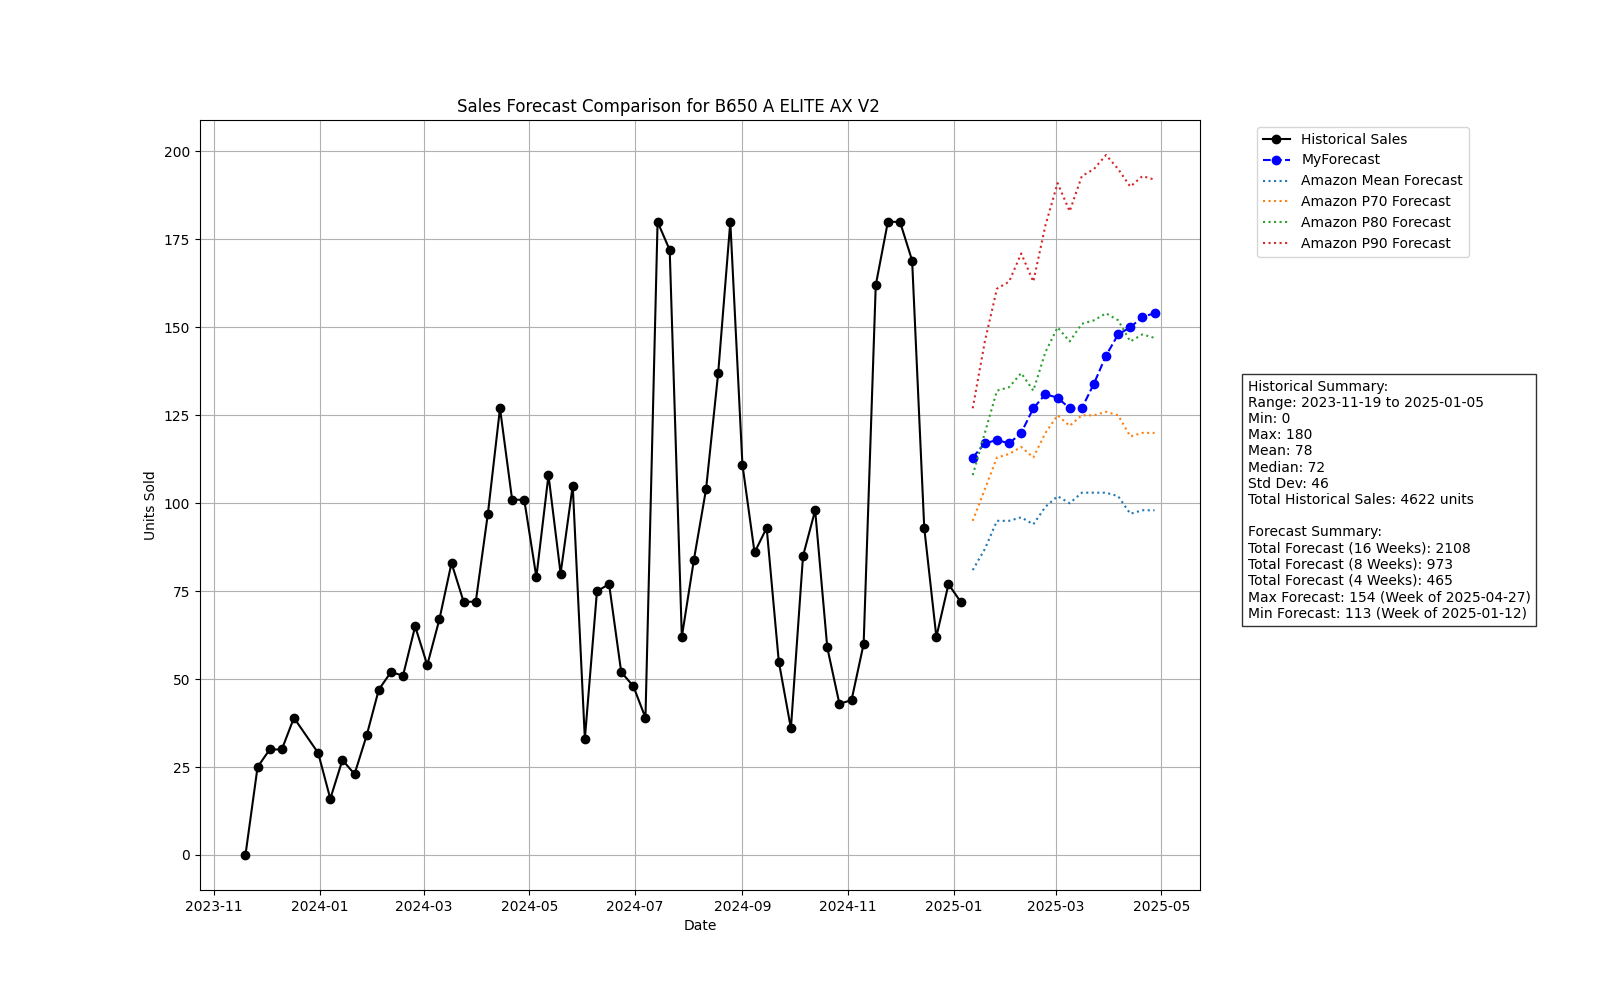 Sales Forecast Comparison for B650 A ELITE AX V2
Historical Sales
MyForecast
Amazon Mean Forecast
Amazon P70 Forecast
Amazon P80 Forecast
Amazon P90 Forecast
200
175
150
125
100
75
50
25
0
Units Sold
2023-11
2024-01
2024-03
2024-05
2024-07
2024-09
2024-11
2025-01
2025-03
2025-05
Date
Historical Summary:
Range: 2023-11-19 to 2025-01-05
Min: 0
Max: 180
Mean: 78
Median: 72
Std Dev: 46
Total Historical Sales: 4622 units
Forecast Summary:
Total Forecast (16 Weeks): 2108
Total Forecast (8 Weeks): 973
Total Forecast (4 Weeks): 465
Max Forecast: 154 (Week of 2025-04-27)
Min Forecast: 113 (Week of 2025-01-12)